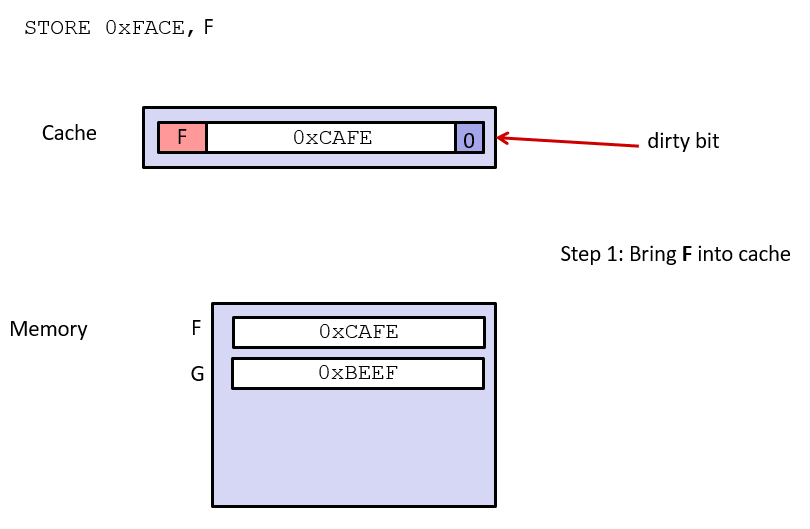 STORE 0xFACE, F
Cache
F 0xCAFE 0
dirty bit
Step 1: Bring F into cache
Memory
F 0xCAFE
G 0xBEEF